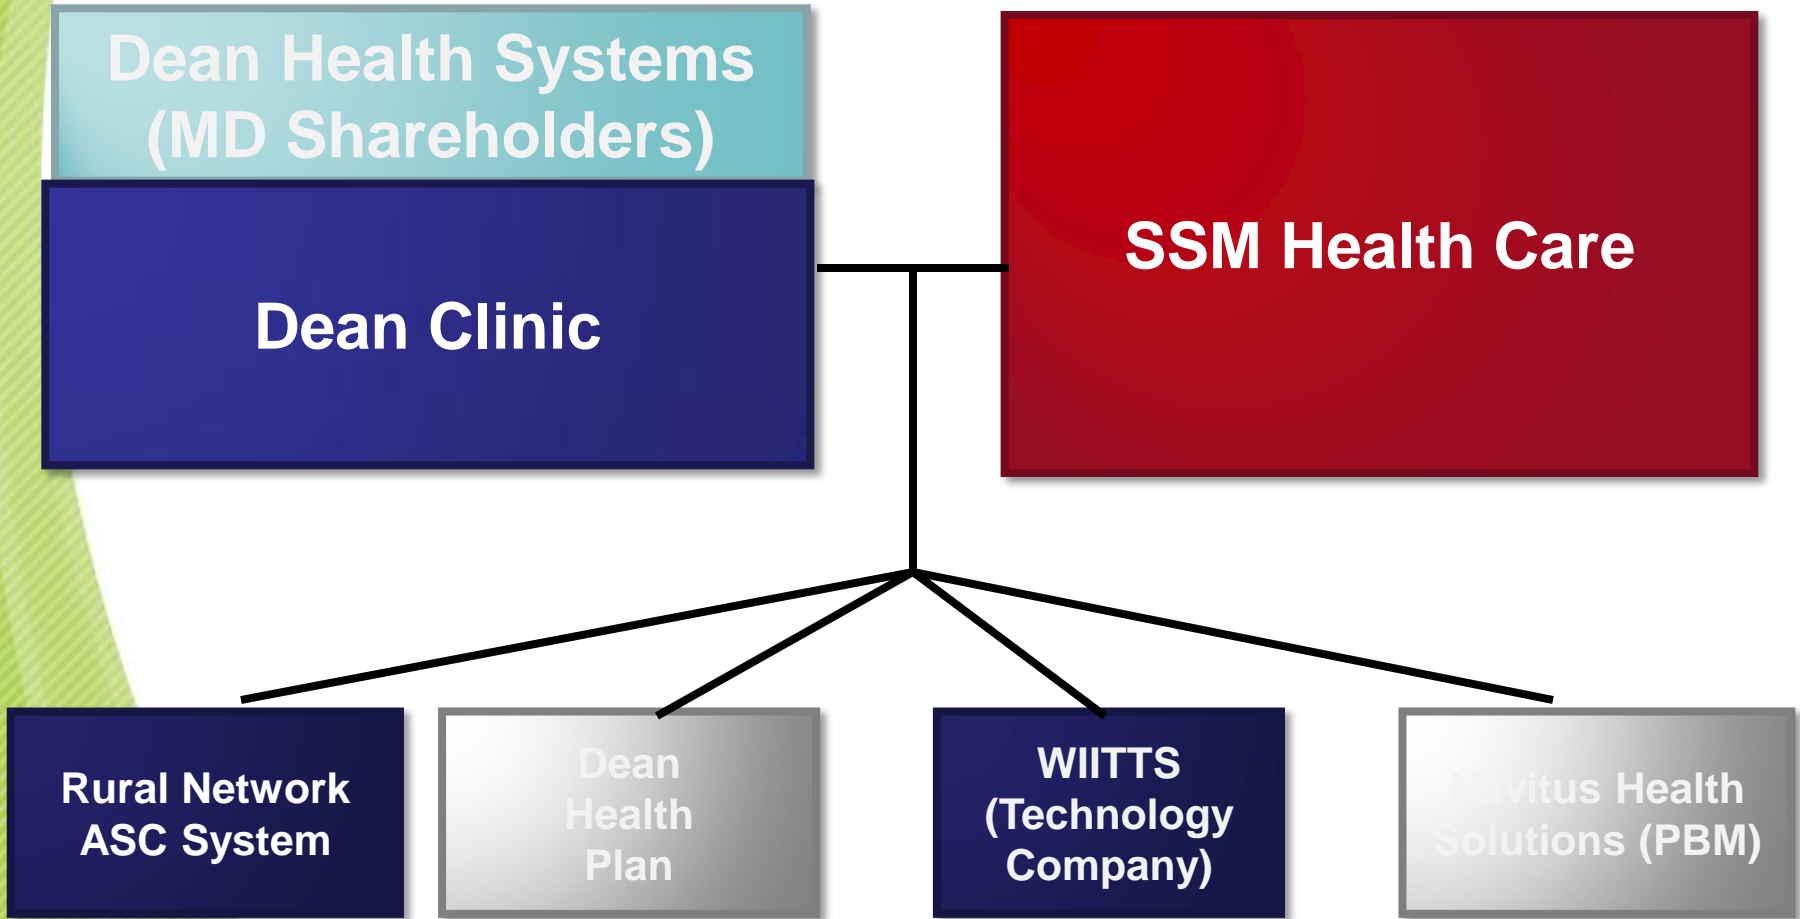 Dean Health Systems
(MD Shareholders)
Dean Clinic
SSM Health Care
Rural Network
ASC System
Dean
Health
Plan
WIITTS
(Technology
Company)
Navitus Health
Solutions (PBM)